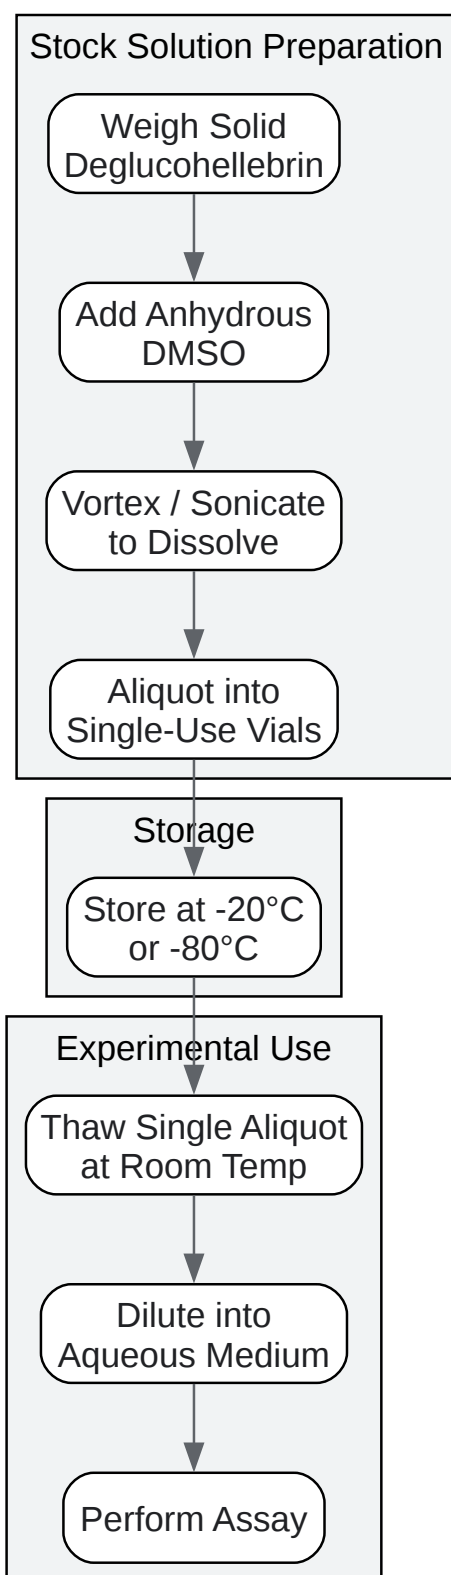 Stock Solution Preparation
Weigh Solid
Deglucohellebrin
Add Anhydrous
DMSO
Vortex / Sonicate
to Dissolve
Aliquot into
Single-Use Vials
Storage
Store at -20°C
or -80°C
Experimental Use
Thaw Single Aliquot
at Room Temp
Dilute into
Aqueous Medium
Perform Assay